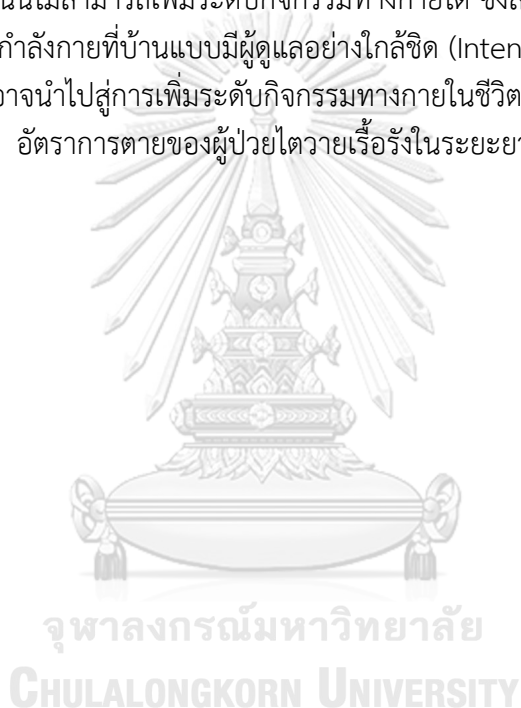 นั้นไม่สามารถเพิ่มระดับกิจกรรมทางกายได้ ซึ่ง
กำลังกายที่บ้านแบบมีผู้ดูแลอย่างใกล้ชิด (Inten
อาจนำไปสู่การเพิ่มระดับกิจกรรมทางกายในชีวิต
อัตราการตายของผู้ป่วยไตวายเรื้อรังในระยะยา
จุฬาลงกรณ์มหาวิทยาลัย
CHULALONGKORN UNIVERSITY